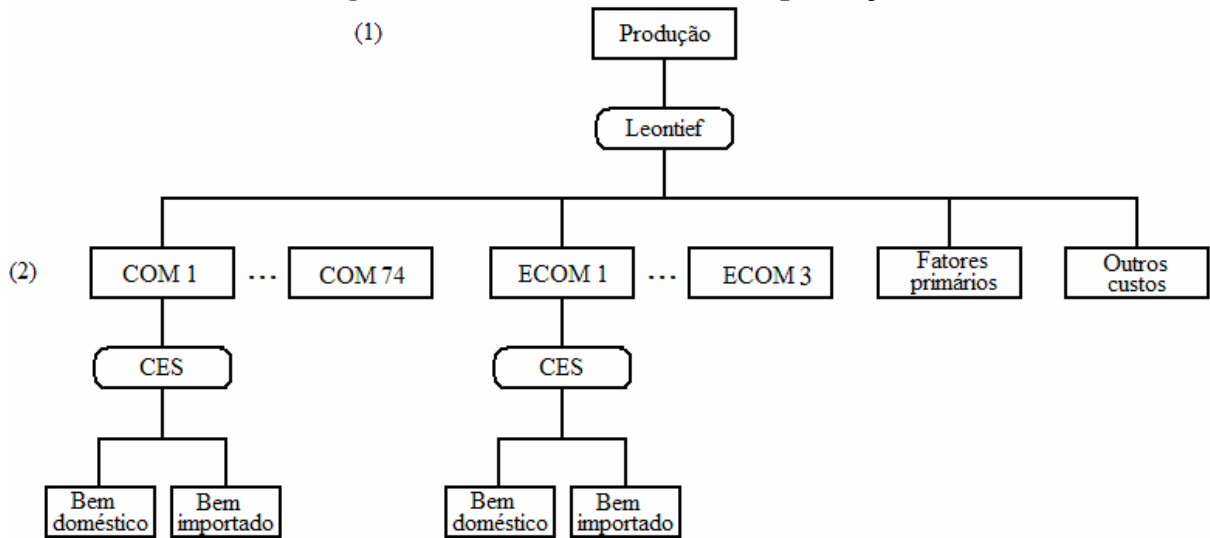 (1)
Produção
Leontief
(2)
COM 1
...
COM 74
ECOM 1
...
ECOM 3
Fatores
primários
Outros
custos
CES
CES
Bem
doméstico
Bem
importado
Bem
doméstico
Bem
importado